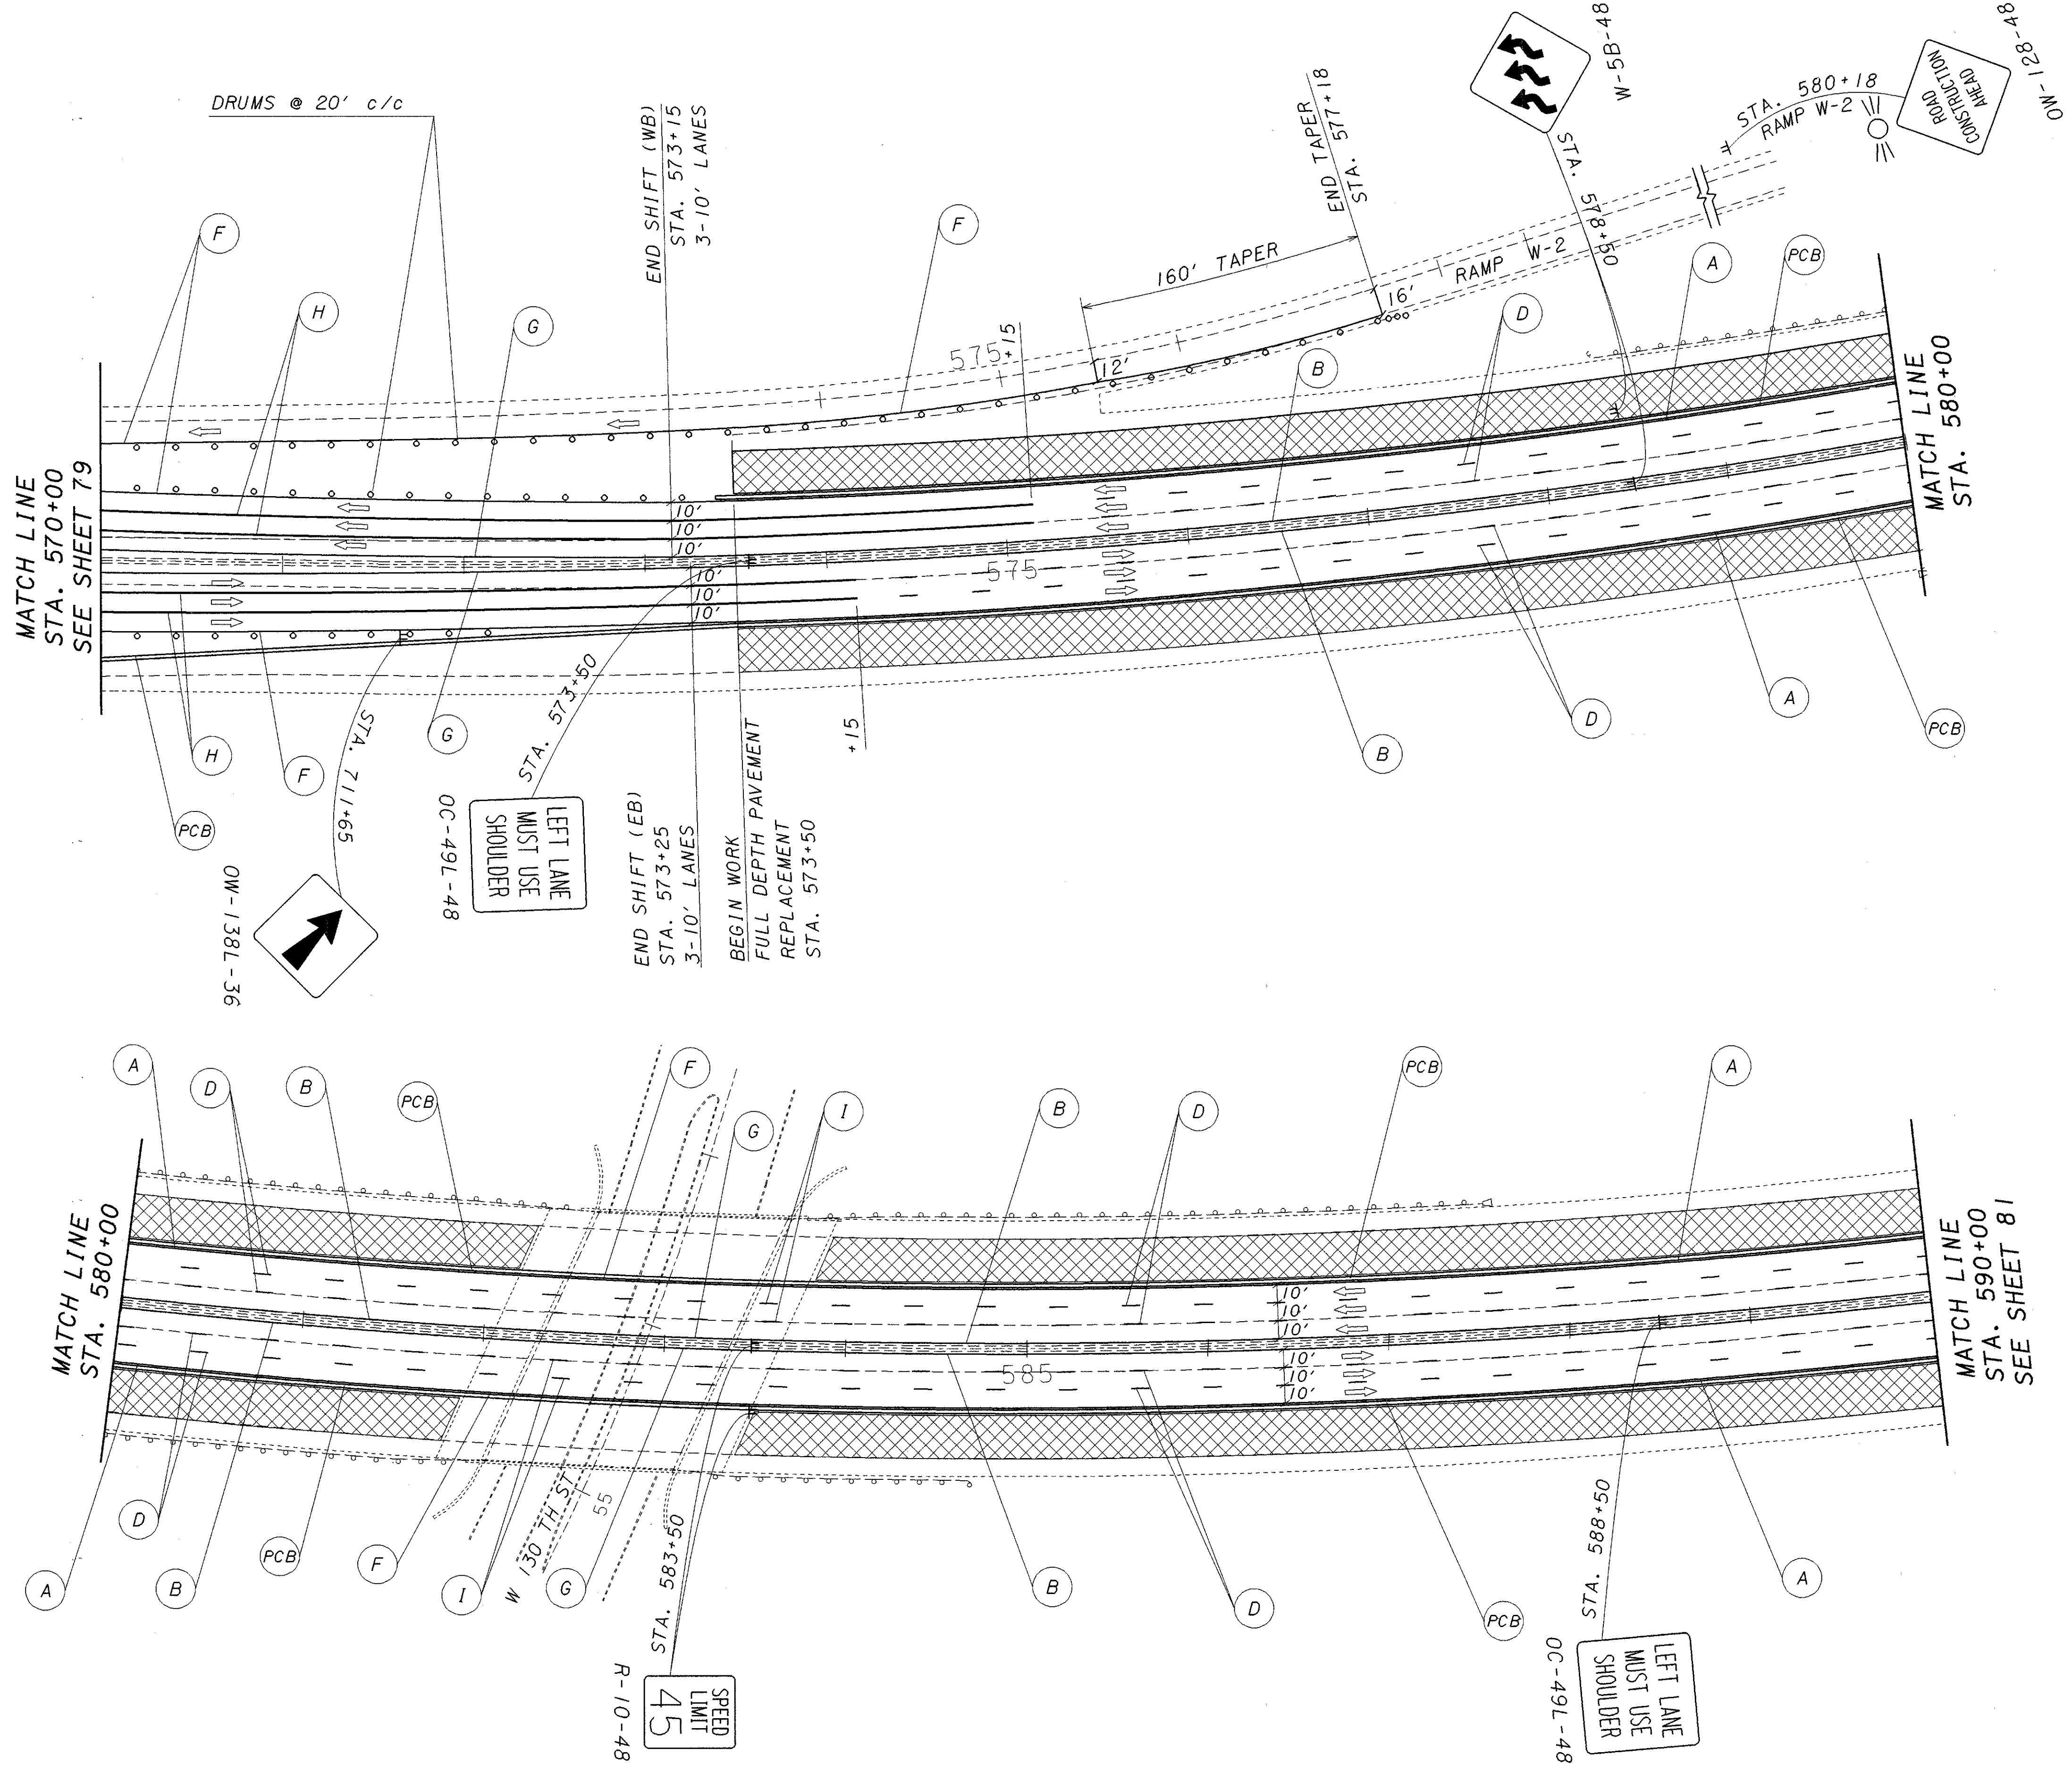 DRUMS @ 20' c/c
END SHIFT (WB)
STA. 573+15
3-10' LANES
END TAPER
STA. 577+18
W-5B-48
STA. 578+50
STA. 580+18
RAMP W-2
ROAD
CONSTRUCTION
AHEAD
OW-128-48
F
H
G
F
160' TAPER
16'
12'
RAMP W-2
D
A
PCB
B
575
+15
MATCH LINE
STA. 570+00
SEE SHEET 79
MATCH LINE
STA. 580+00
10'
10'
10'
10'
10'
10'
575
H
F
PCB
G
STA. 711+65
OW-138L-36
STA. 573+50
LEFT LANE
MUST USE
SHOULDER
OC-49L-48
END SHIFT (EB)
STA. 573+25
3-10' LANES
BEGIN WORK
FULL DEPTH PAVEMENT
REPLACEMENT
STA. 573+50
+15
B
D
A
PCB
A
D
B
PCB
F
G
I
B
D
PCB
A
MATCH LINE
STA. 580+00
MATCH LINE
STA. 590+00
SEE SHEET 81
10'
10'
10'
10'
10'
10'
585
A
D
B
PCB
F
I
W 130 TH ST
55
G
STA. 583+50
SPEED
LIMIT
45
R-10-48
B
D
PCB
STA. 588+50
LEFT LANE
MUST USE
SHOULDER
OC-49L-48
A